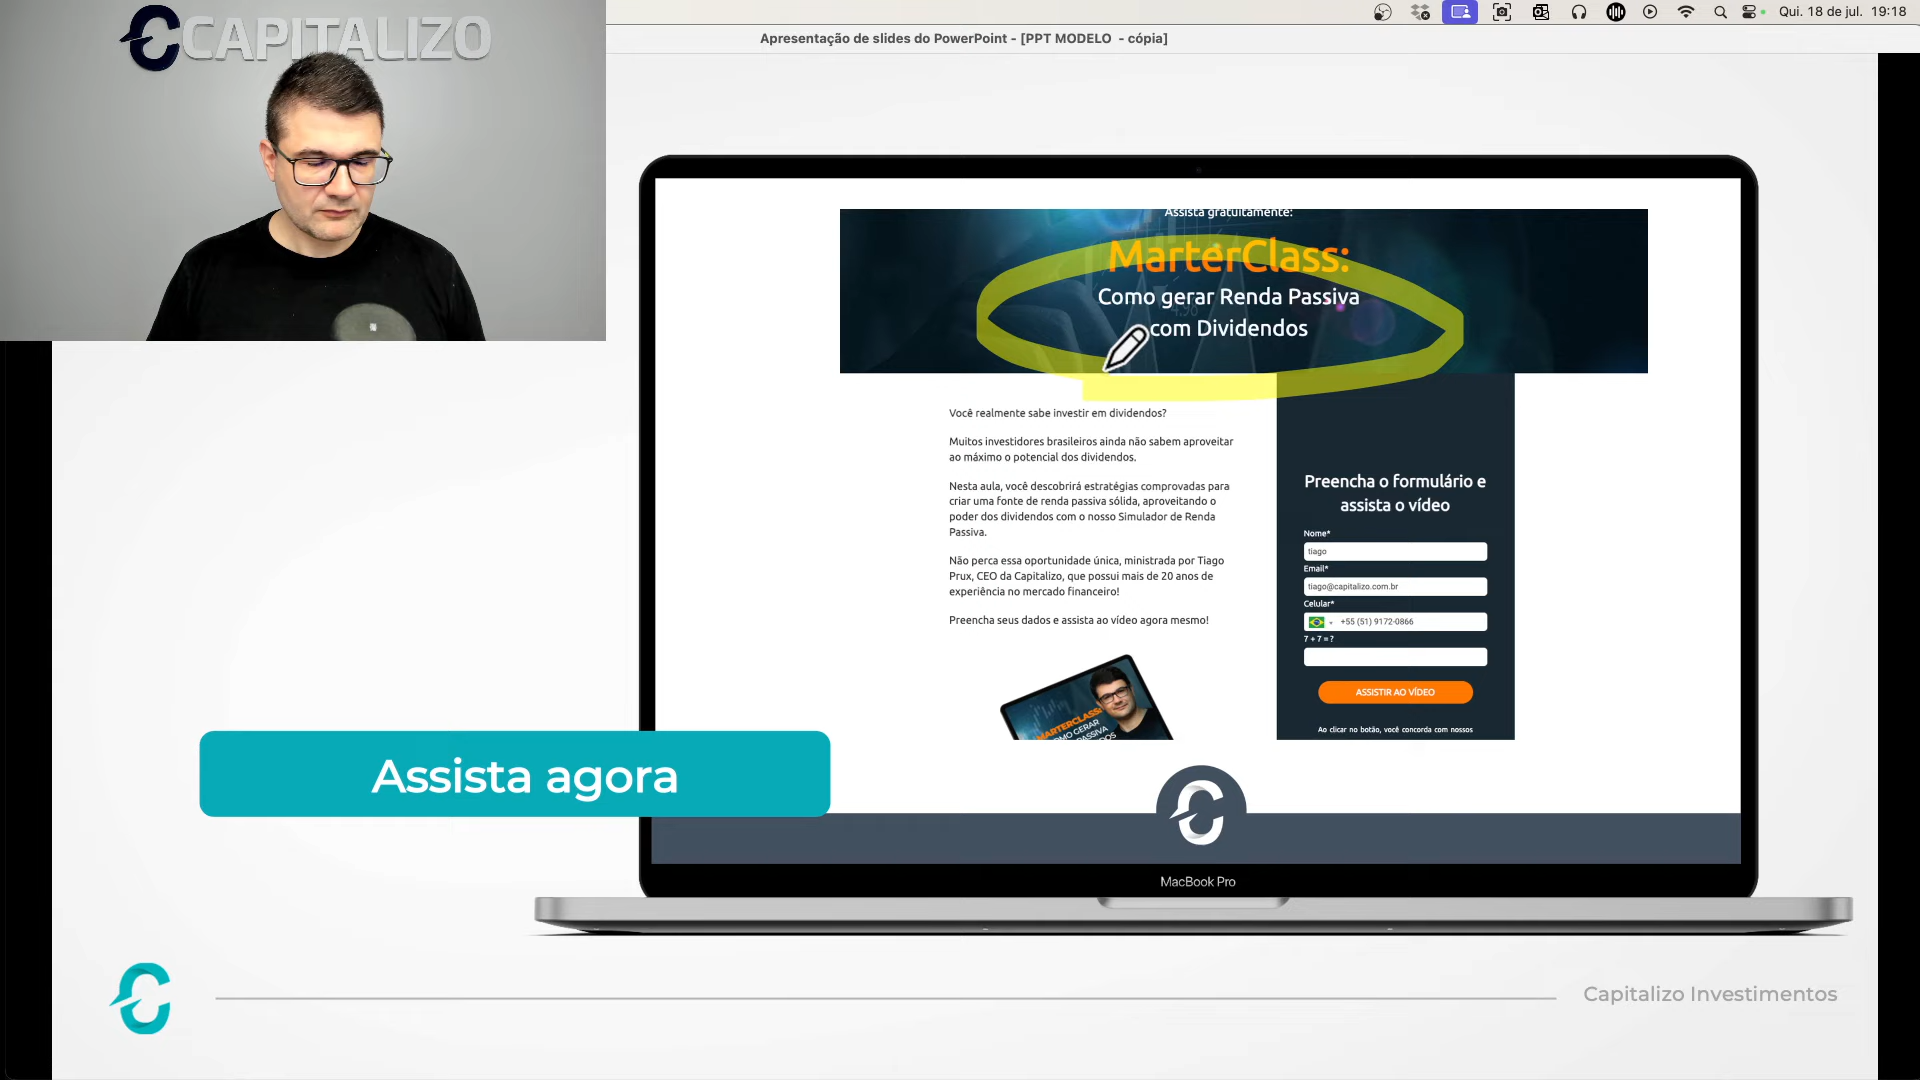 CAPITALIZO
Qui. 18 de jul. 19:18
Apresentação de slides do PowerPoint - [PPT MODELO - cópia]
Assista gratuitamente:
MarterClass:
Como gerar Renda Passiva
com Dividendos
Você realmente sabe investir em dividendos?
Muitos investidores brasileiros ainda não sabem aproveitar
ao máximo o potencial dos dividendos.
Nesta aula, você descobrirá estratégias comprovadas para
criar uma fonte de renda passiva sólida, aproveitando o
poder dos dividendos com o nosso Simulador de Renda
Passiva.
Não perca essa oportunidade única, ministrada por Tiago
Prux, CEO da Capitalizo, que possui mais de 20 anos de
experiência no mercado financeiro!
Preencha seus dados e assista ao vídeo agora mesmo!
MARTERCLASS:
COMO GERAR
PASSIVA
Preencha o formulário e
assista o vídeo
Nome*
tiago
Email*
tiago@capitalizo.com.br
Celular*
+55 (51) 9172-0866
7 + 7 = ?
ASSISTIR AO VÍDEO
Ao clicar no botão, você concorda com nossos
Assista agora
MacBook Pro
Capitalizo Investimentos